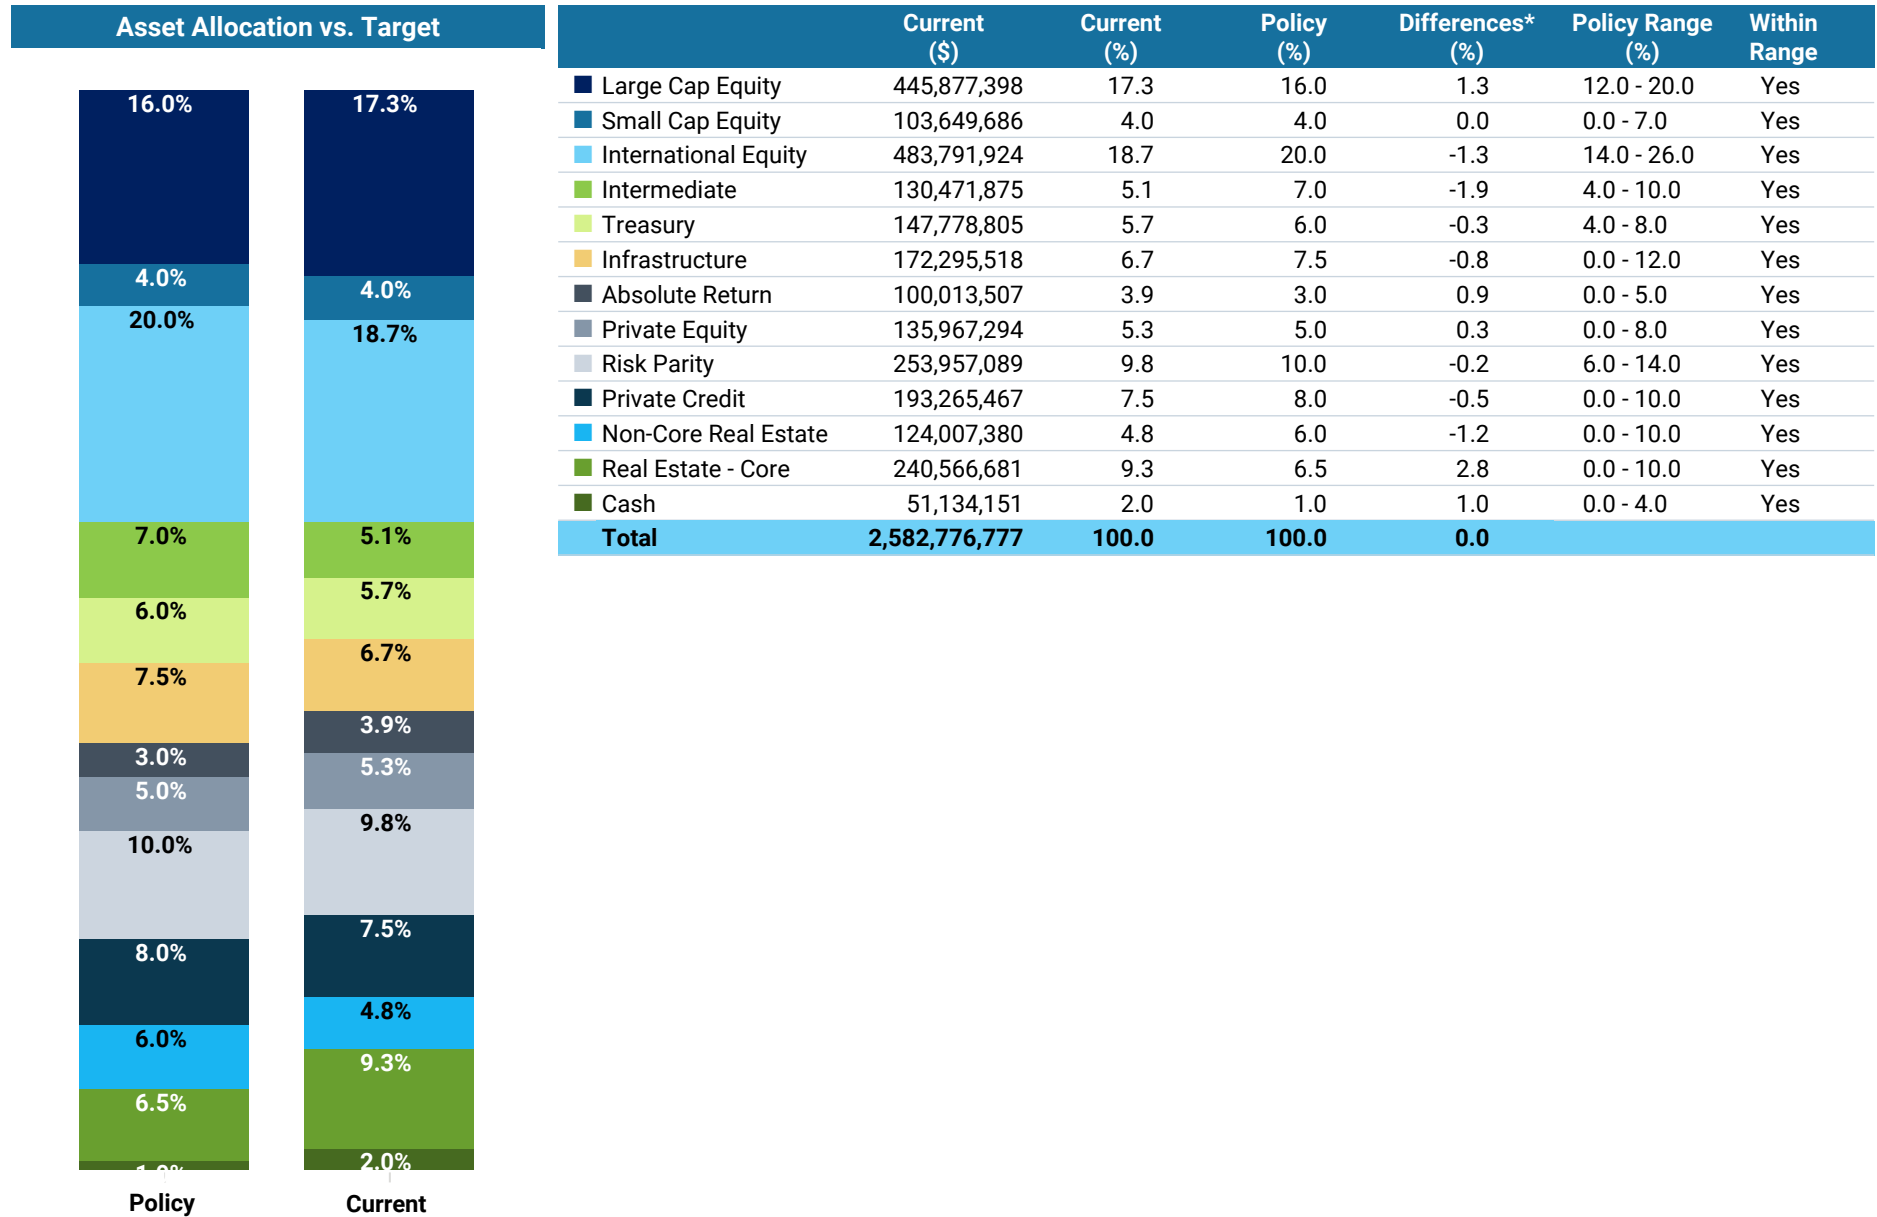 Asset Allocation vs. Target
16.0%
4.0%
20.0%
7.0%
6.0%
7.5%
3.0%
5.0%
10.0%
8.0%
6.0%
6.5%
1.0%
Policy
17.3%
4.0%
18.7%
5.1%
5.7%
6.7%
3.9%
5.3%
9.8%
7.5%
4.8%
9.3%
2.0%
Current
Current Current Policy Differences* Policy Range Within
($) (%) (%) (%) (%) Range
Large Cap Equity 445,877,398 17.3 16.0 1.3 12.0 - 20.0 Yes
Small Cap Equity 103,649,686 4.0 4.0 0.0 0.0 - 7.0 Yes
International Equity 483,791,924 18.7 20.0 -1.3 14.0 - 26.0 Yes
Intermediate 130,471,875 5.1 7.0 -1.9 4.0 - 10.0 Yes
Treasury 147,778,805 5.7 6.0 -0.3 4.0 - 8.0 Yes
Infrastructure 172,295,518 6.7 7.5 -0.8 0.0 - 12.0 Yes
Absolute Return 100,013,507 3.9 3.0 0.9 0.0 - 5.0 Yes
Private Equity 135,967,294 5.3 5.0 0.3 0.0 - 8.0 Yes
Risk Parity 253,957,089 9.8 10.0 -0.2 6.0 - 14.0 Yes
Private Credit 193,265,467 7.5 8.0 -0.5 0.0 - 10.0 Yes
Non-Core Real Estate 124,007,380 4.8 6.0 -1.2 0.0 - 10.0 Yes
Real Estate - Core 240,566,681 9.3 6.5 2.8 0.0 - 10.0 Yes
Cash 51,134,151 2.0 1.0 1.0 0.0 - 4.0 Yes
Total 2,582,776,777 100.0 100.0 0.0